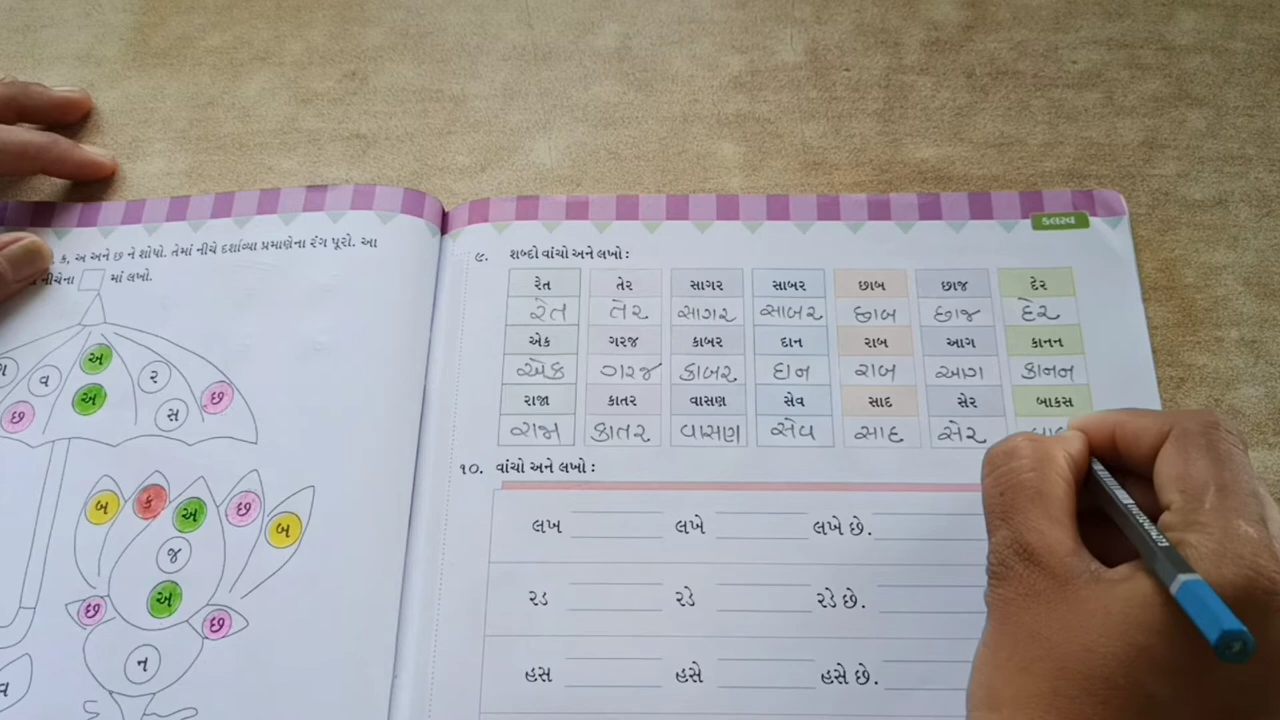 ક, અ અને છ ને શોધો. તેમાં નીચે દર્શાવ્યા પ્રમાણેના રંગ પૂરો. આ
નીચેના માં લખો.
વ અ અ ર સ છ
છ
બ ક અ છ બ
જ
અ
છ છ
ન
વ
કલરવ
૯. શબ્દો વાંચો અને લખો :
રેત તેર સાગર સાબર છાબ છાજ દેર
રેત તેર સાગર સાબર છાબ છાજ દેર
એક ગરજ કાબર દાન રાબ આગ કાનન
એક ગરજ કાબર દાન રાબ આગ કાનન
રાજા કાતર વાસણ સેવ સાદ સેર બાકસ
રાજા કાતર વાસણ સેવ સાદ સેર
૧૦. વાંચો અને લખો :
લખ લખે લખે છે.
રડ રડે રડે છે.
હસ હસે હસે છે.